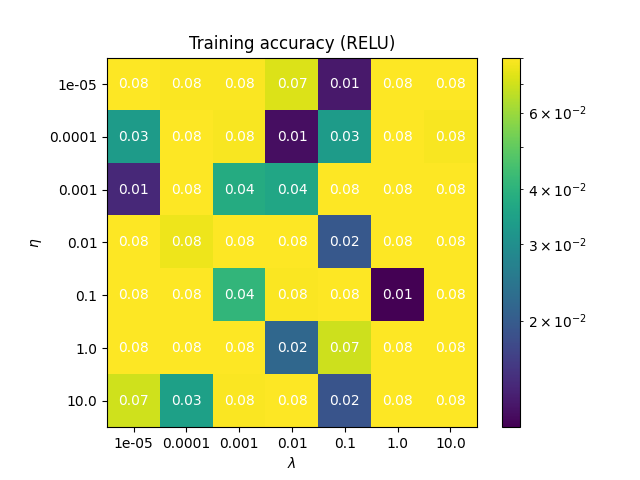 Training accuracy (RELU)
1e-05 0.08 0.08 0.08 0.07 0.01 0.08 0.08
0.0001 0.03 0.08 0.08 0.01 0.03 0.08 0.08
0.001 0.01 0.08 0.04 0.04 0.08 0.08 0.08
0.01 0.08 0.08 0.08 0.08 0.02 0.08 0.08
0.1 0.08 0.08 0.04 0.08 0.08 0.01 0.08
1.0 0.08 0.08 0.08 0.02 0.07 0.08 0.08
10.0 0.07 0.03 0.08 0.08 0.02 0.08 0.08
1e-05 0.0001 0.001 0.01 0.1 1.0 10.0
λ
η
6 × 10⁻²
4 × 10⁻²
3 × 10⁻²
2 × 10⁻²